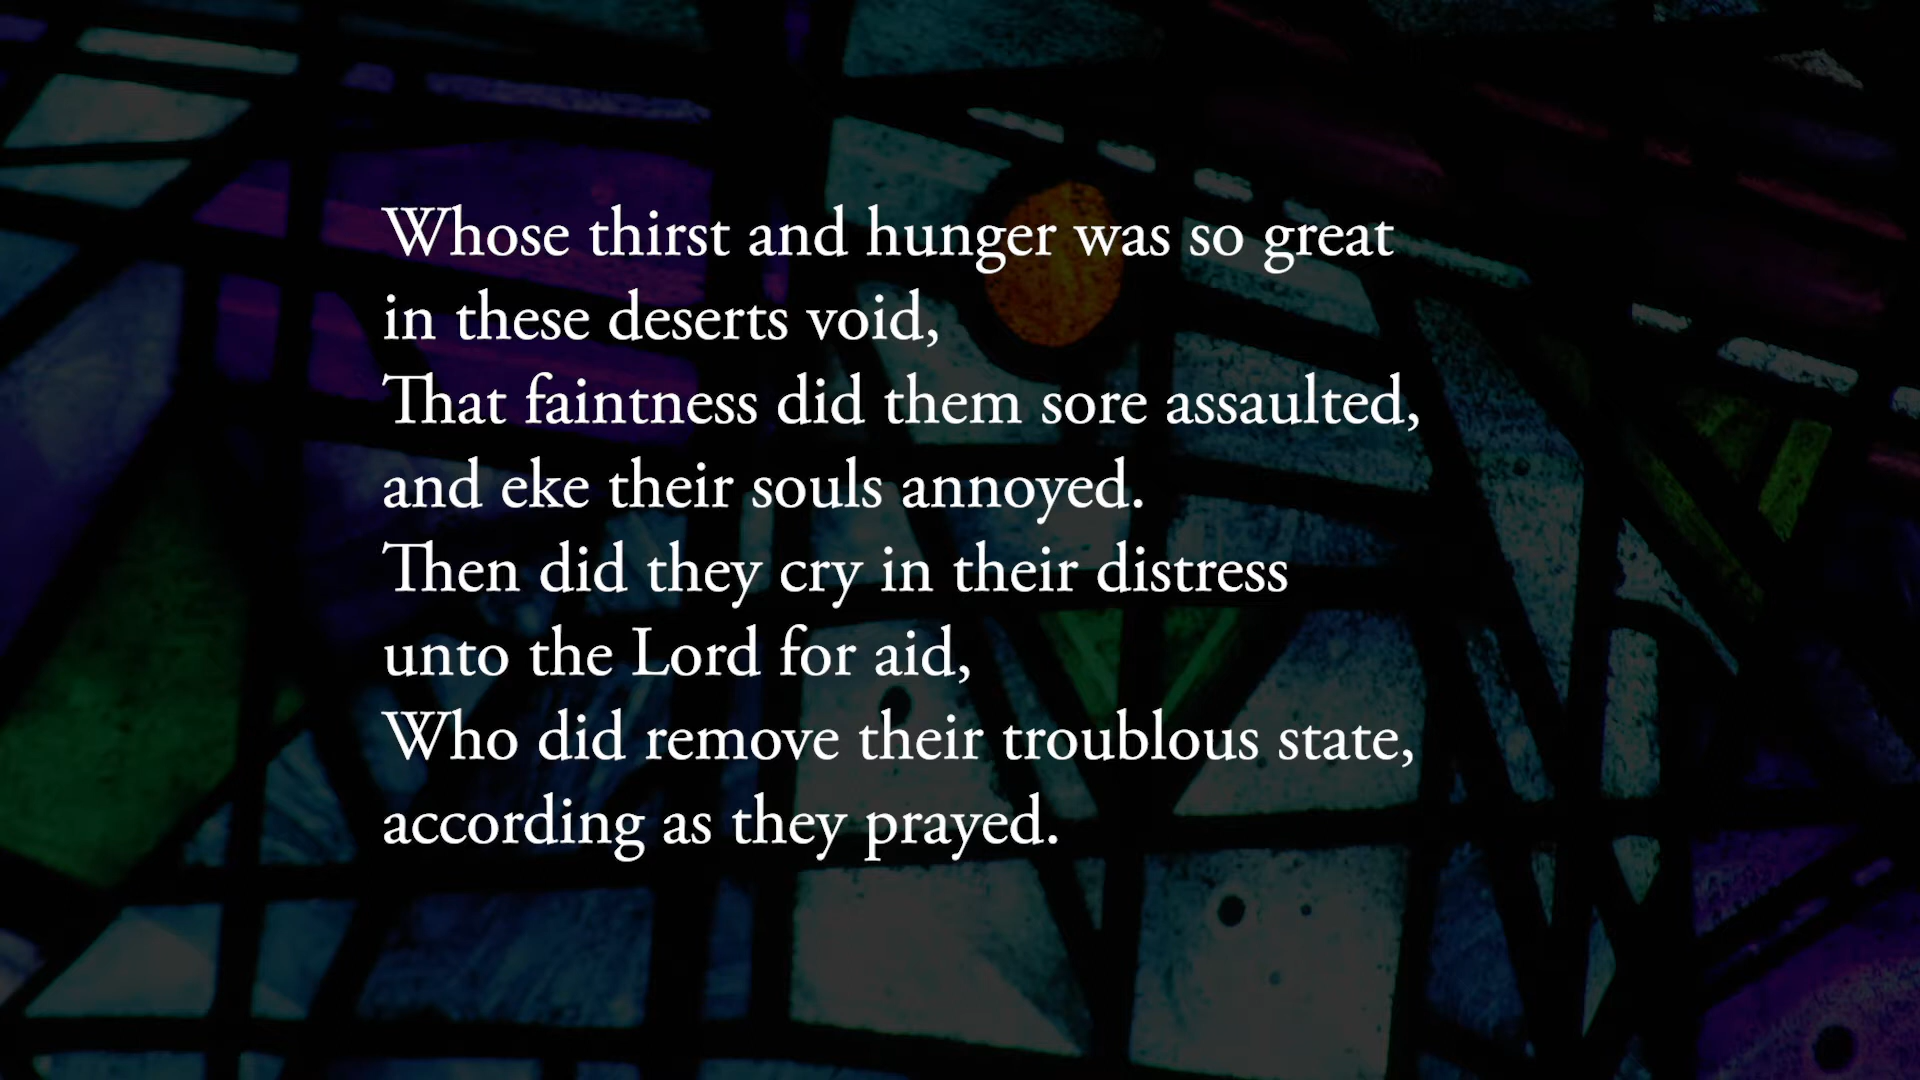 Whose thirst and hunger was so great
in these deserts void,
That faintness did them sore assaulted,
and eke their souls annoyed.
Then did they cry in their distress
unto the Lord for aid,
Who did remove their troublous state,
according as they prayed.